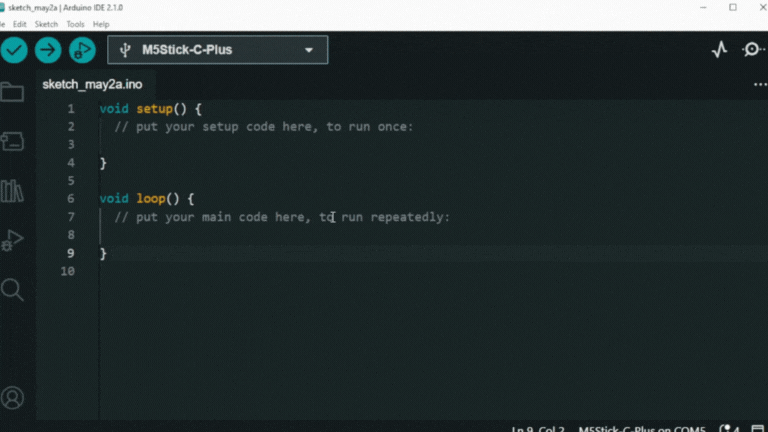 sketch_may2a | Arduino IDE 2.1.0
Edit Sketch Tools Help
M5Stick-C-Plus
sketch_may2a.ino
...
1 void setup() {
2 // put your setup code here, to run once:
3
4 }
5
6 void loop() {
7 // put your main code here, to run repeatedly:
8
9 }
10
Ln 9, Col 2 M5Stick-C-Plus on COM5 4